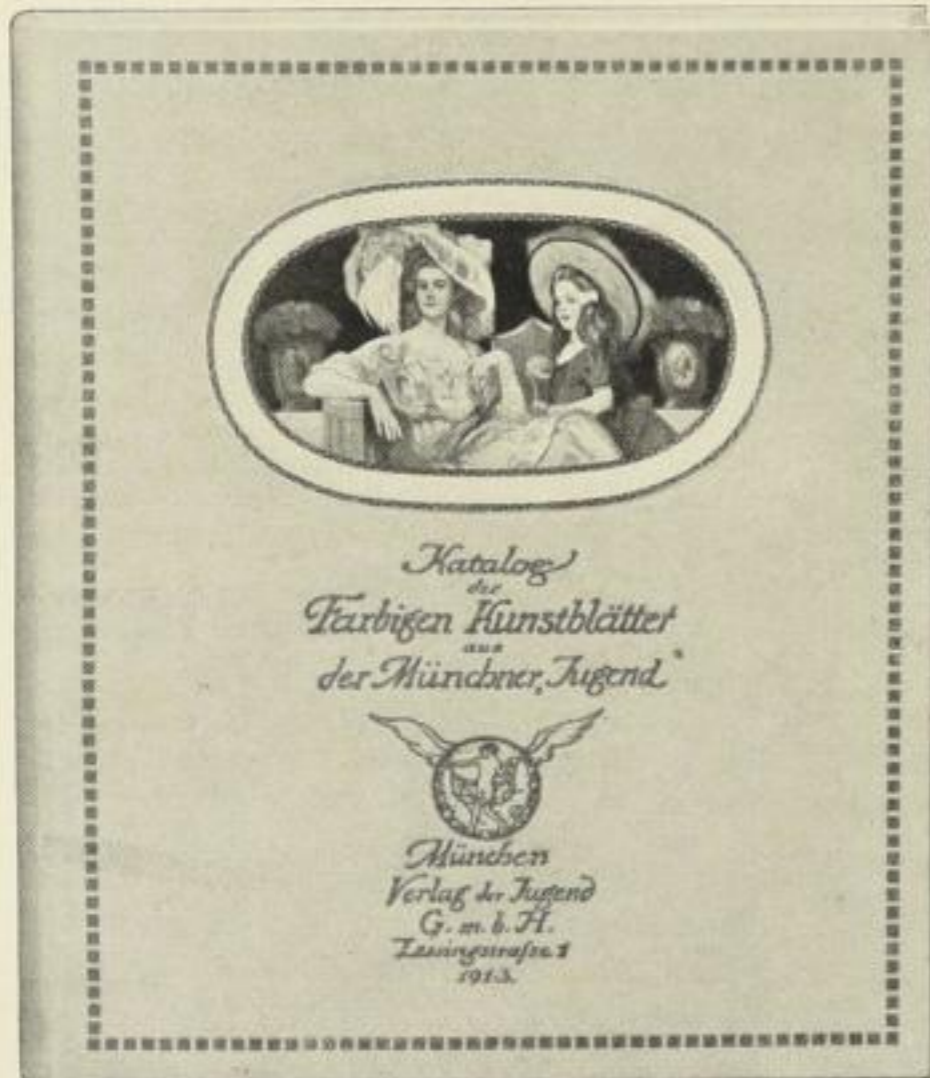 Katalog
der
Farbigen Kunstblätter
aus
der Münchner „Jugend“
München
Verlag der Jugend
G. m. b. H.
Lessingstrasse 1
1913.